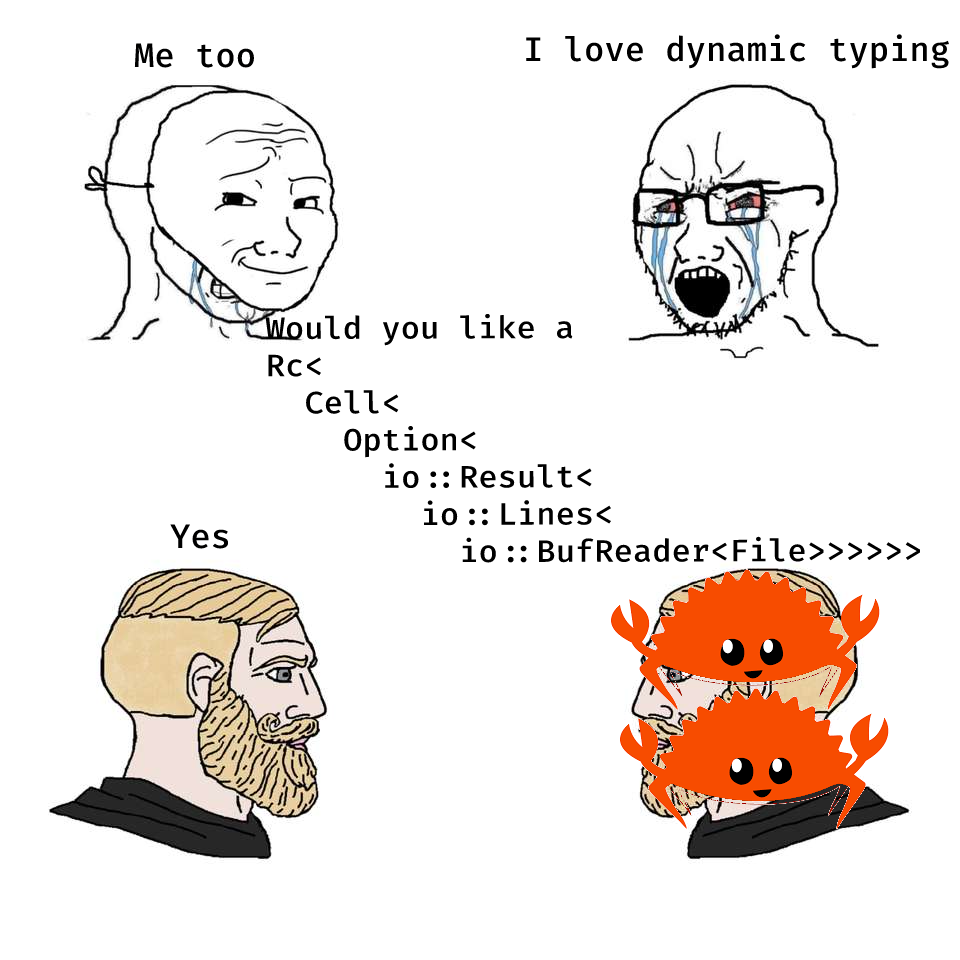 Me too
I love dynamic typing
Would you like a
Rc<
Cell<
Option<
io::Result<
io::Lines<
io::BufReader<File>>>>>>
Yes